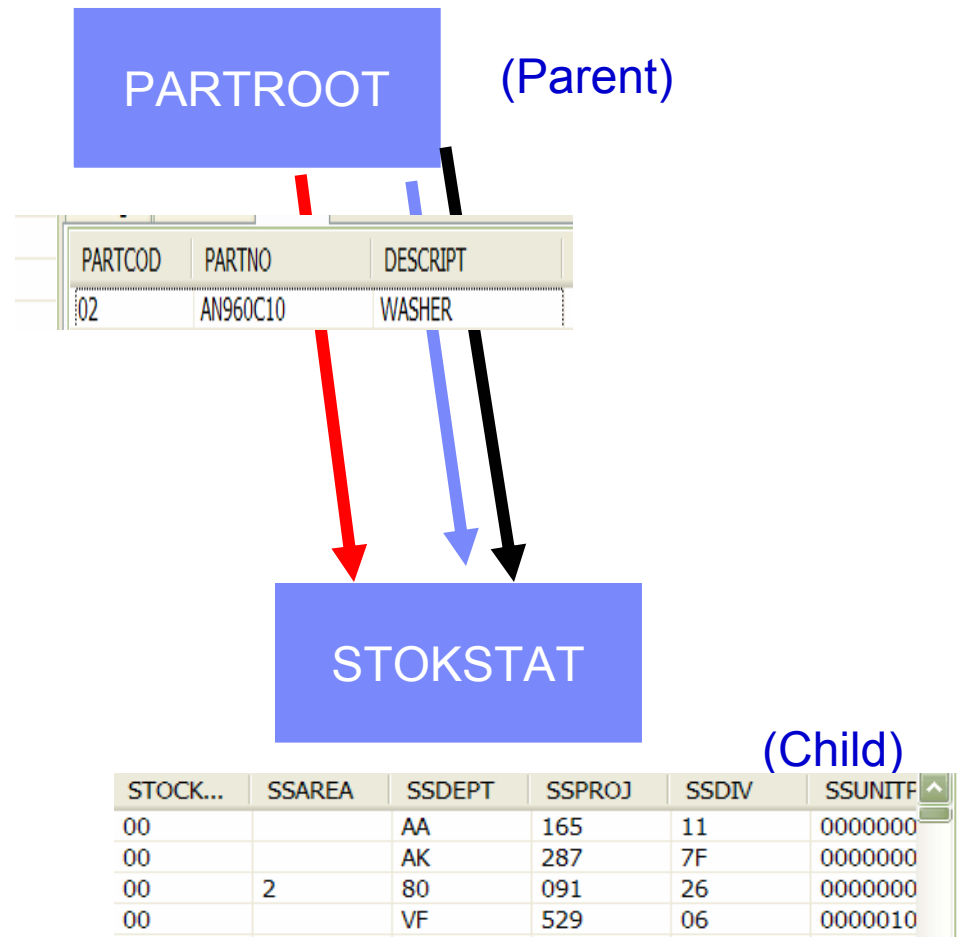 PARTROOT (Parent)
PARTCOD PARTNO DESCRIPT
02 AN960C10 WASHER
STOKSTAT
(Child)
STOCK... SSAREA SSDEPT SSPROJ SSDIV
00 AA 165 11 0000000
00 AK 287 7F 0000000
00 2 80 091 26 0000000
00 VF 529 06 0000010